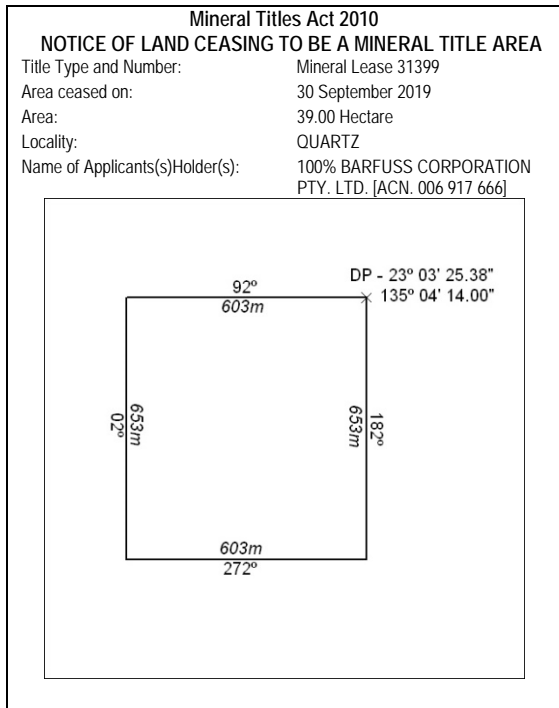 Mineral Titles Act 2010
NOTICE OF LAND CEASING TO BE A MINERAL TITLE AREA
Title Type and Number: Mineral Lease 31399
Area ceased on: 30 September 2019
Area: 39.00 Hectare
Locality: QUARTZ
Name of Applicants(s)Holder(s): 100% BARFUSS CORPORATION
PTY. LTD. [ACN. 006 917 666]
DP - 23º 03' 25.38"
135º 04' 14.00"
92º
603m
02º
653m
653m
182º
603m
272º